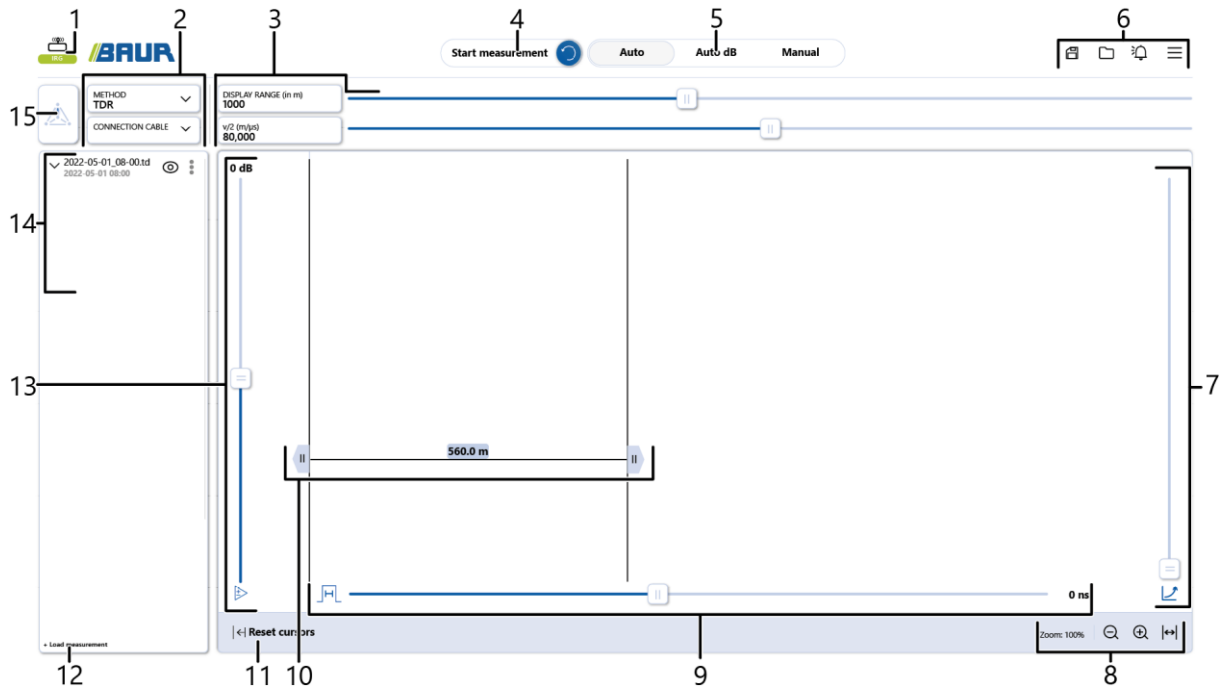 1 2 3 4 5 6
IRG
BAUR
Start measurement Auto Auto dB Manual
15
METHOD
TDR
CONNECTION CABLE
DISPLAY RANGE (in m)
1000
v/2 (m/µs)
80,000
2022-05-01_08-00.td
2022-05-01 08:00
0 dB
14
13
7
560.0 m
0 ns
Reset cursors
Zoom: 100%
+ Load measurement
12 11 10 9 8